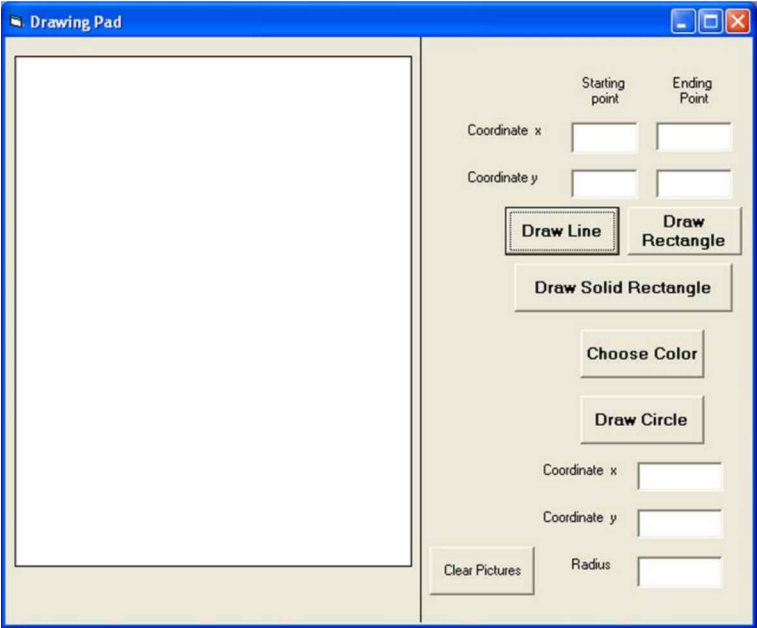 Drawing Pad
Starting point
Ending Point
Coordinate x
Coordinate y
Draw Line
Draw Rectangle
Draw Solid Rectangle
Choose Color
Draw Circle
Coordinate x
Coordinate y
Clear Pictures
Radius